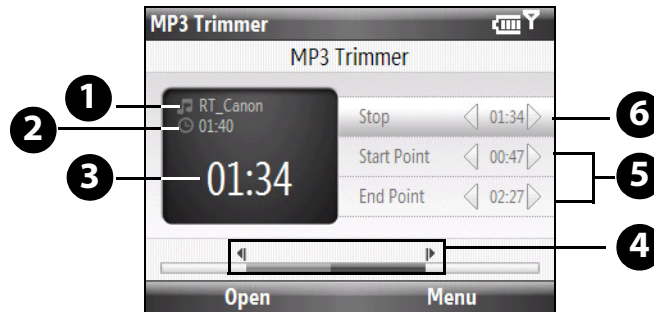 MP3 Trimmer
MP3 Trimmer
1
RT_Canon
2
01:40
3
01:34
Stop 01:34
6
Start Point 00:47
5
End Point 02:27
4
Open Menu